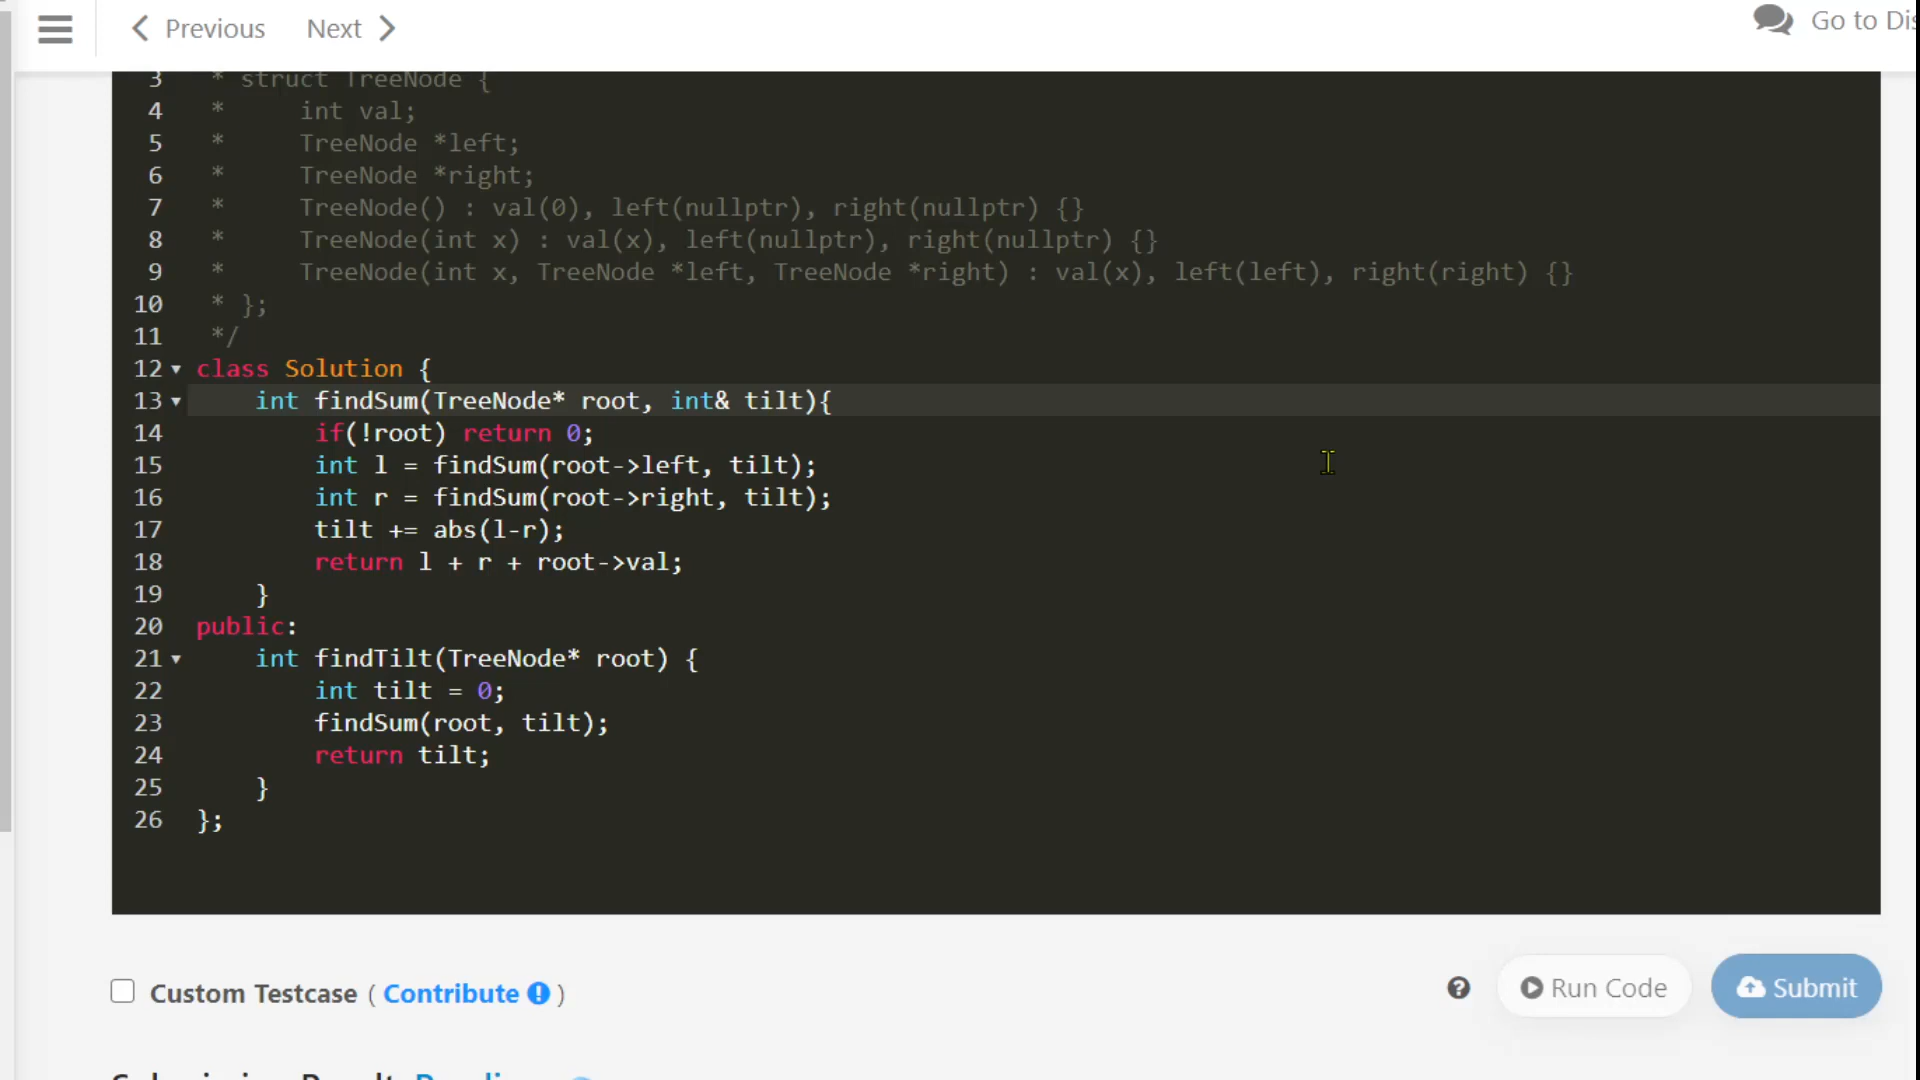 Previous Next Go to Dis
3 * struct TreeNode {
4 *     int val;
5 *     TreeNode *left;
6 *     TreeNode *right;
7 *     TreeNode() : val(0), left(nullptr), right(nullptr) {}
8 *     TreeNode(int x) : val(x), left(nullptr), right(nullptr) {}
9 *     TreeNode(int x, TreeNode *left, TreeNode *right) : val(x), left(left), right(right) {}
10 * };
11 */
12 class Solution {
13     int findSum(TreeNode* root, int& tilt){
14         if(!root) return 0;
15         int l = findSum(root->left, tilt);
16         int r = findSum(root->right, tilt);
17         tilt += abs(l-r);
18         return l + r + root->val;
19     }
20 public:
21     int findTilt(TreeNode* root) {
22         int tilt = 0;
23         findSum(root, tilt);
24         return tilt;
25     }
26 };
Custom Testcase ( Contribute ) Run Code Submit